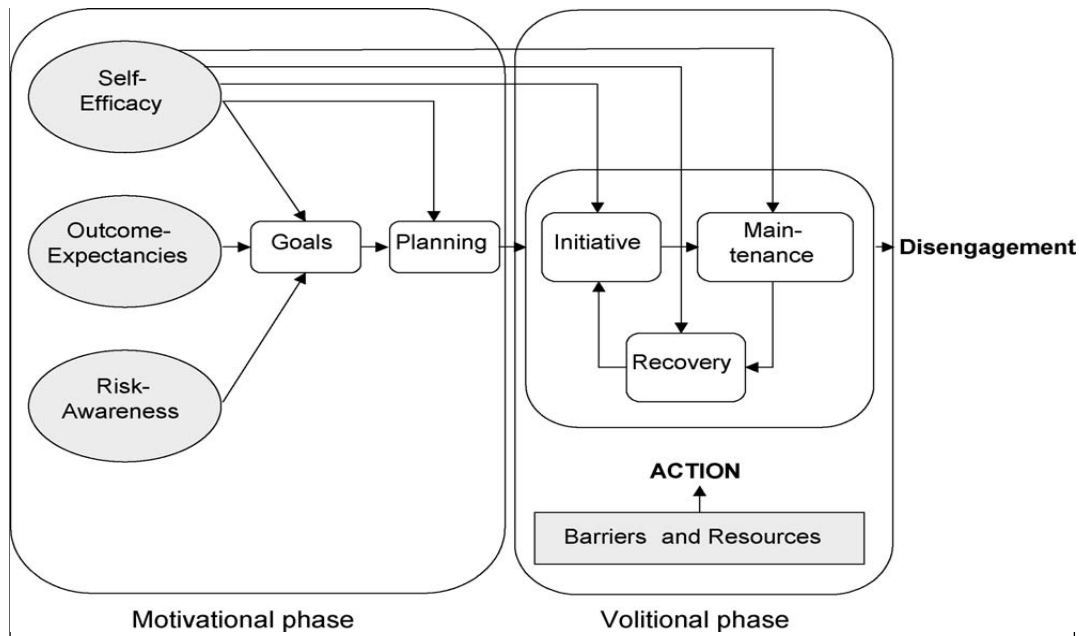 Self-
Efficacy
Outcome-
Expectancies
Risk-
Awareness
Goals
Planning
Initiative
Main-
tenance
Recovery
Disengagement
ACTION
Barriers and Resources
Motivational phase
Volitional phase